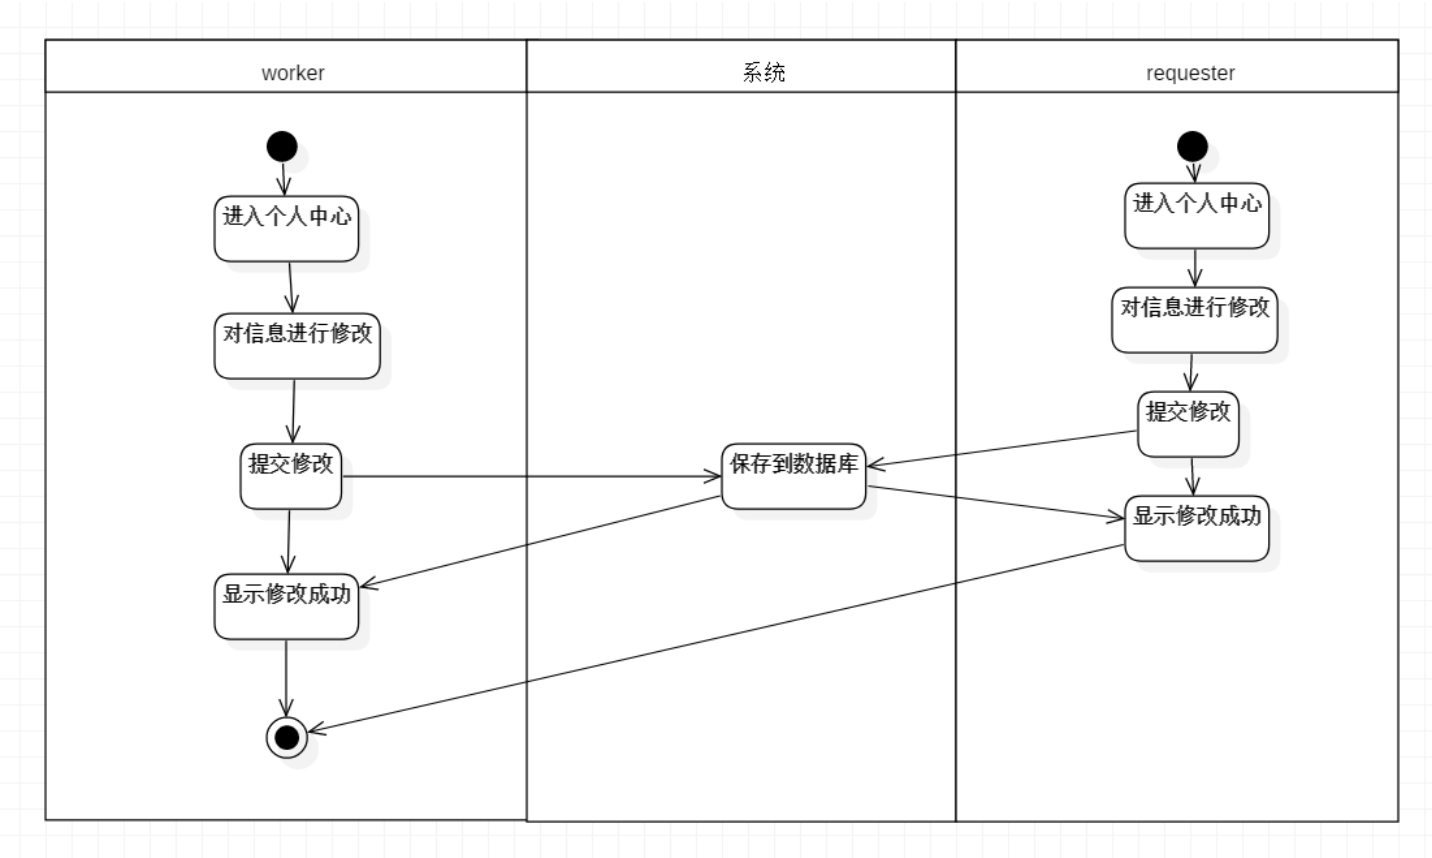 worker
系统
requester
进入个人中心
对信息进行修改
提交修改
显示修改成功
保存到数据库
进入个人中心
对信息进行修改
提交修改
显示修改成功